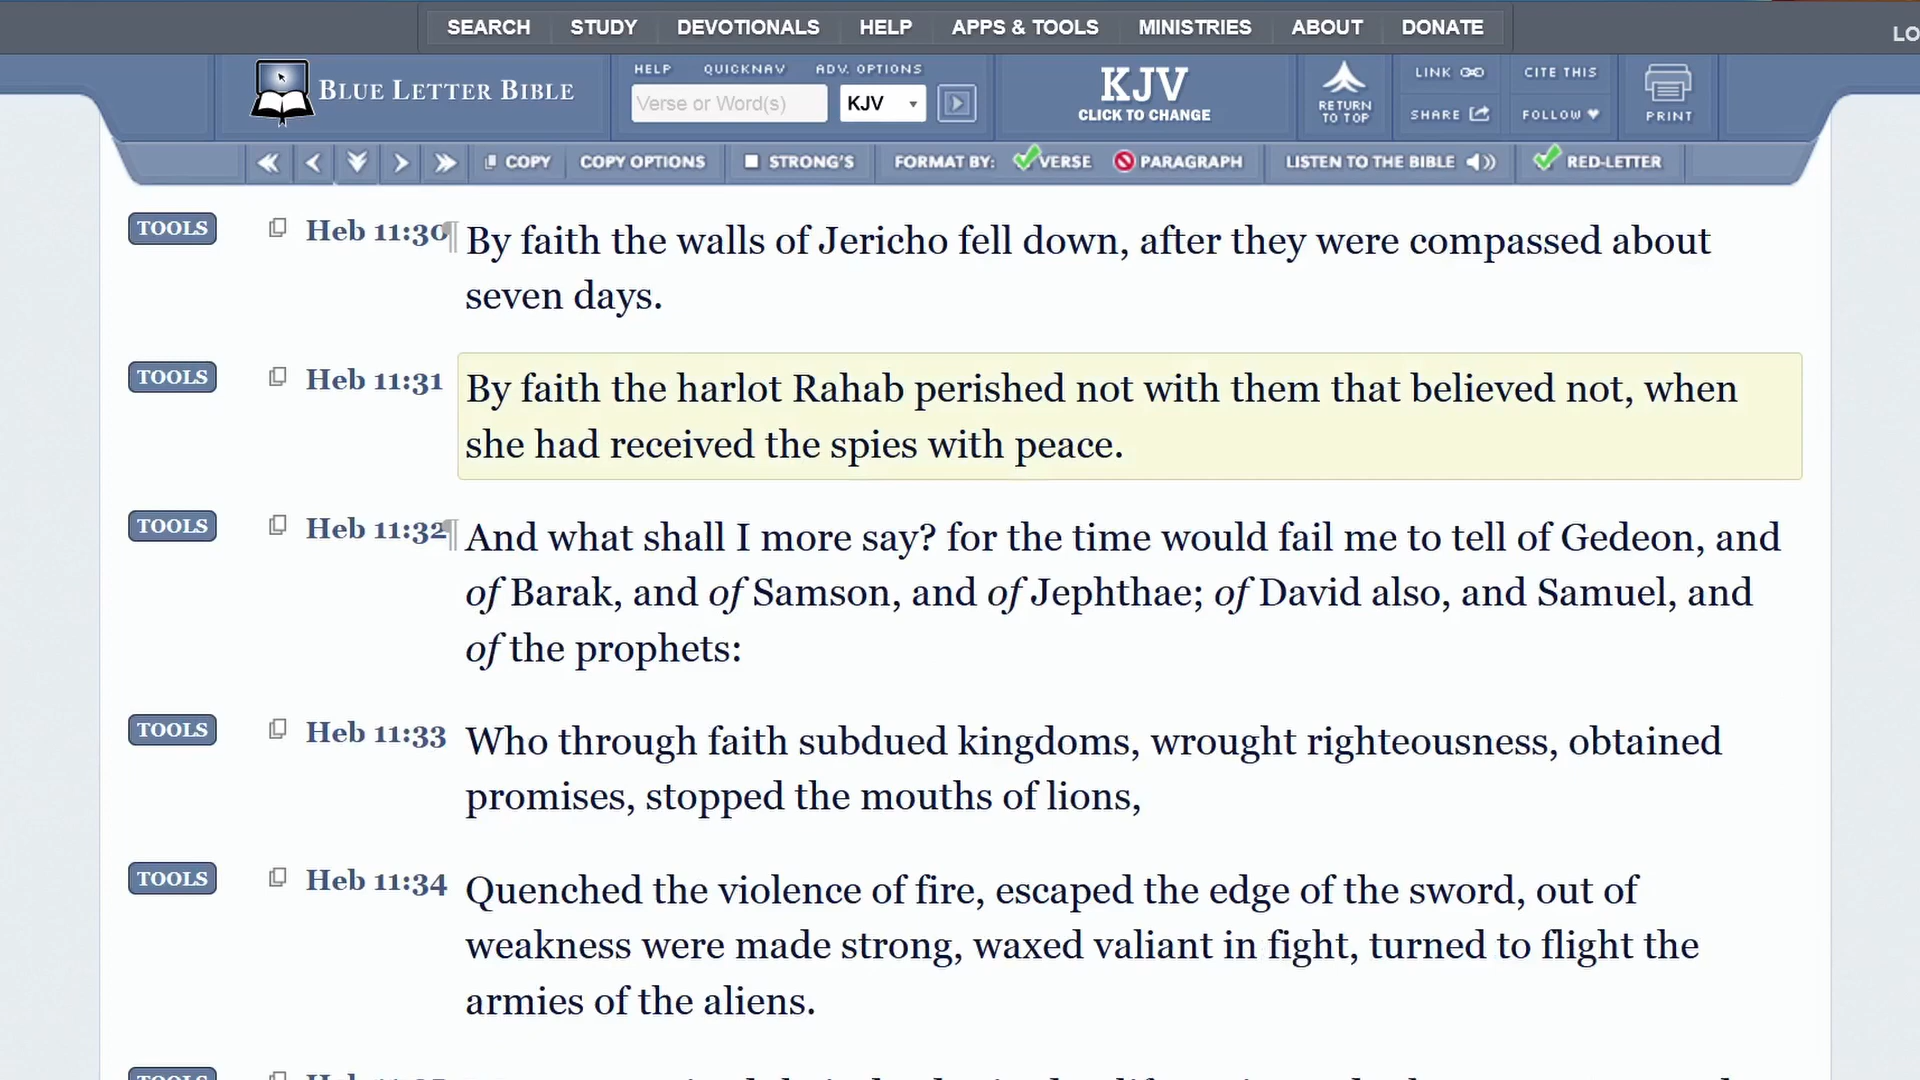 SEARCH STUDY DEVOTIONALS HELP APPS & TOOLS MINISTRIES ABOUT DONATE LO
BLUE LETTER BIBLE
HELP QUICKNAV ADV. OPTIONS
Verse or Word(s) KJV
KJV
CLICK TO CHANGE
RETURN
TO TOP
LINK
SHARE
CITE THIS
FOLLOW
PRINT
COPY COPY OPTIONS STRONG'S FORMAT BY: VERSE PARAGRAPH LISTEN TO THE BIBLE RED-LETTER
TOOLS Heb 11:30 ¶ By faith the walls of Jericho fell down, after they were compassed about
seven days.
TOOLS Heb 11:31 By faith the harlot Rahab perished not with them that believed not, when
she had received the spies with peace.
TOOLS Heb 11:32 ¶ And what shall I more say? for the time would fail me to tell of Gedeon, and
of Barak, and of Samson, and of Jephthae; of David also, and Samuel, and
of the prophets:
TOOLS Heb 11:33 Who through faith subdued kingdoms, wrought righteousness, obtained
promises, stopped the mouths of lions,
TOOLS Heb 11:34 Quenched the violence of fire, escaped the edge of the sword, out of
weakness were made strong, waxed valiant in fight, turned to flight the
armies of the aliens.
TOOLS